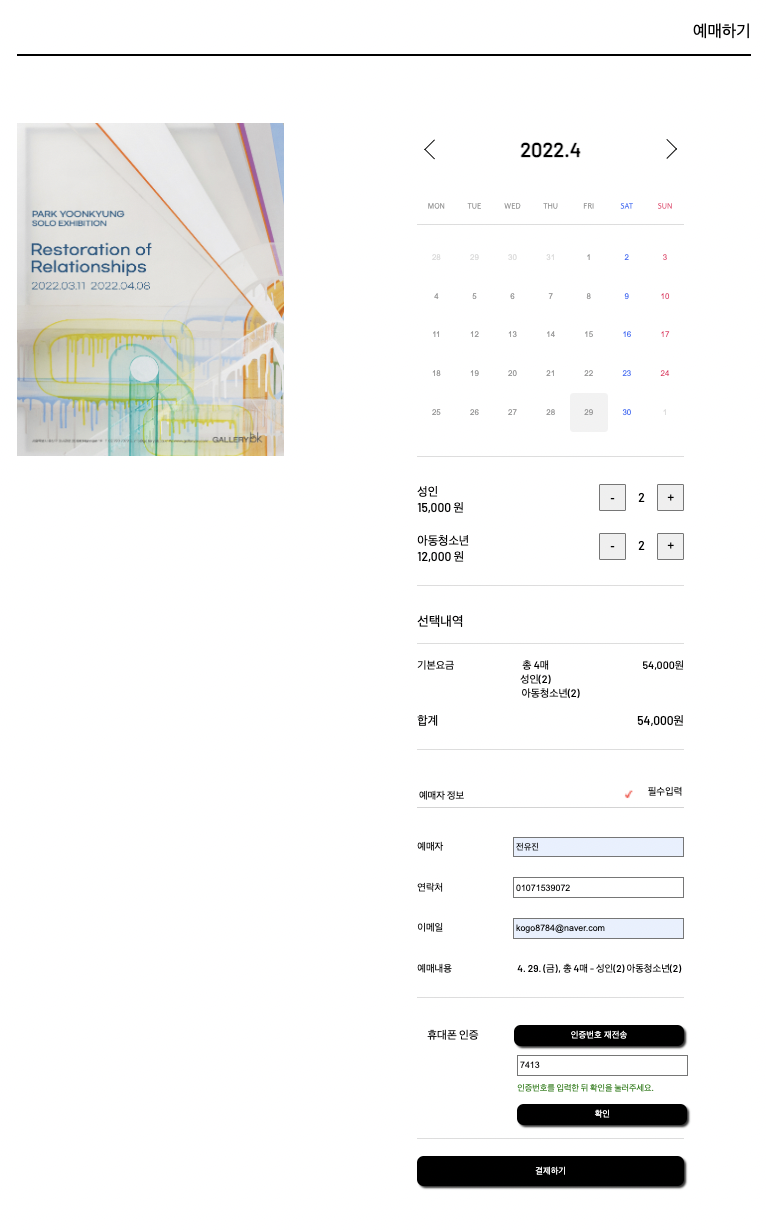 예매하기
PARK YOONKYUNG
SOLO EXHIBITION
Restoration of
Relationships
2022.03.11 2022.04.08
GALLERY bk
2022.4
MON TUE WED THU FRI SAT SUN
28 29 30 31 1 2 3
4 5 6 7 8 9 10
11 12 13 14 15 16 17
18 19 20 21 22 23 24
25 26 27 28 29 30 1
성인
15,000 원
- 2 +
아동청소년
12,000 원
- 2 +
선택내역
기본요금 총 4매 54,000원
성인(2)
아동청소년(2)
합계 54,000원
예매자 정보 필수입력
예매자 전유진
연락처 01071539072
이메일 kogo8784@naver.com
예매내용 4. 29. (금), 총 4매 - 성인(2) 아동청소년(2)
휴대폰 인증 인증번호 재전송
7413
인증번호를 입력한 뒤 확인을 눌러주세요.
확인
결제하기